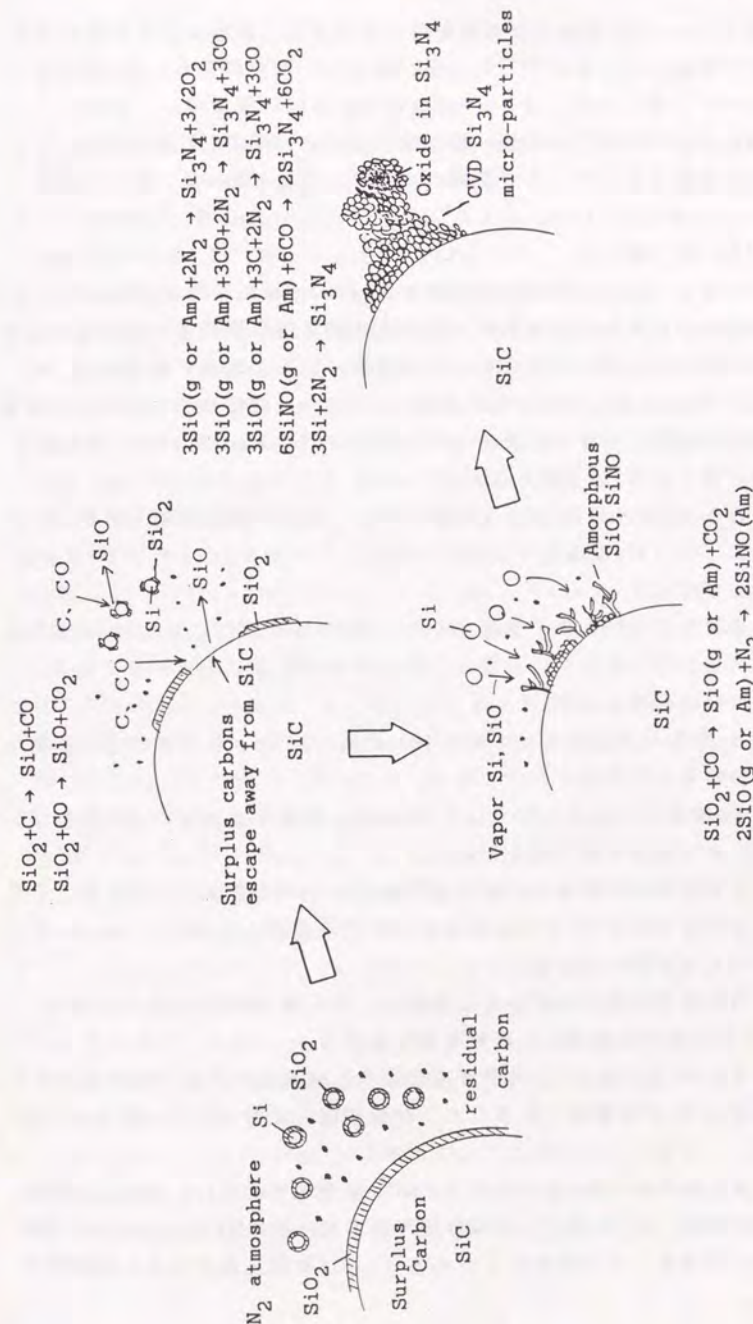 N2 atmosphere
Si
SiO2
SiO2
Surplus
Carbon
SiC
residual
carbon
SiO2+C → SiO+CO
SiO2+CO → SiO+CO2
C, CO
C, CO
SiO
Si
SiO2
SiO
SiO2
Surplus carbons
escape away from SiC
SiC
Si
Vapor Si, SiO
Amorphous
SiO, SiNO
SiC
SiO2+CO → SiO(g or Am)+CO2
2SiO(g or Am)+N2 → 2SiNO(Am)
3SiO(g or Am)+2N2 → Si3N4+3/2O2
3SiO(g or Am)+3CO+2N2 → Si3N4+3CO
3SiO(g or Am)+3C+2N2 → Si3N4+3CO
6SiNO(g or Am)+6CO → 2Si3N4+6CO2
3Si+2N2 → Si3N4
Oxide in Si3N4
CVD-Si3N4
micro-particles
SiC